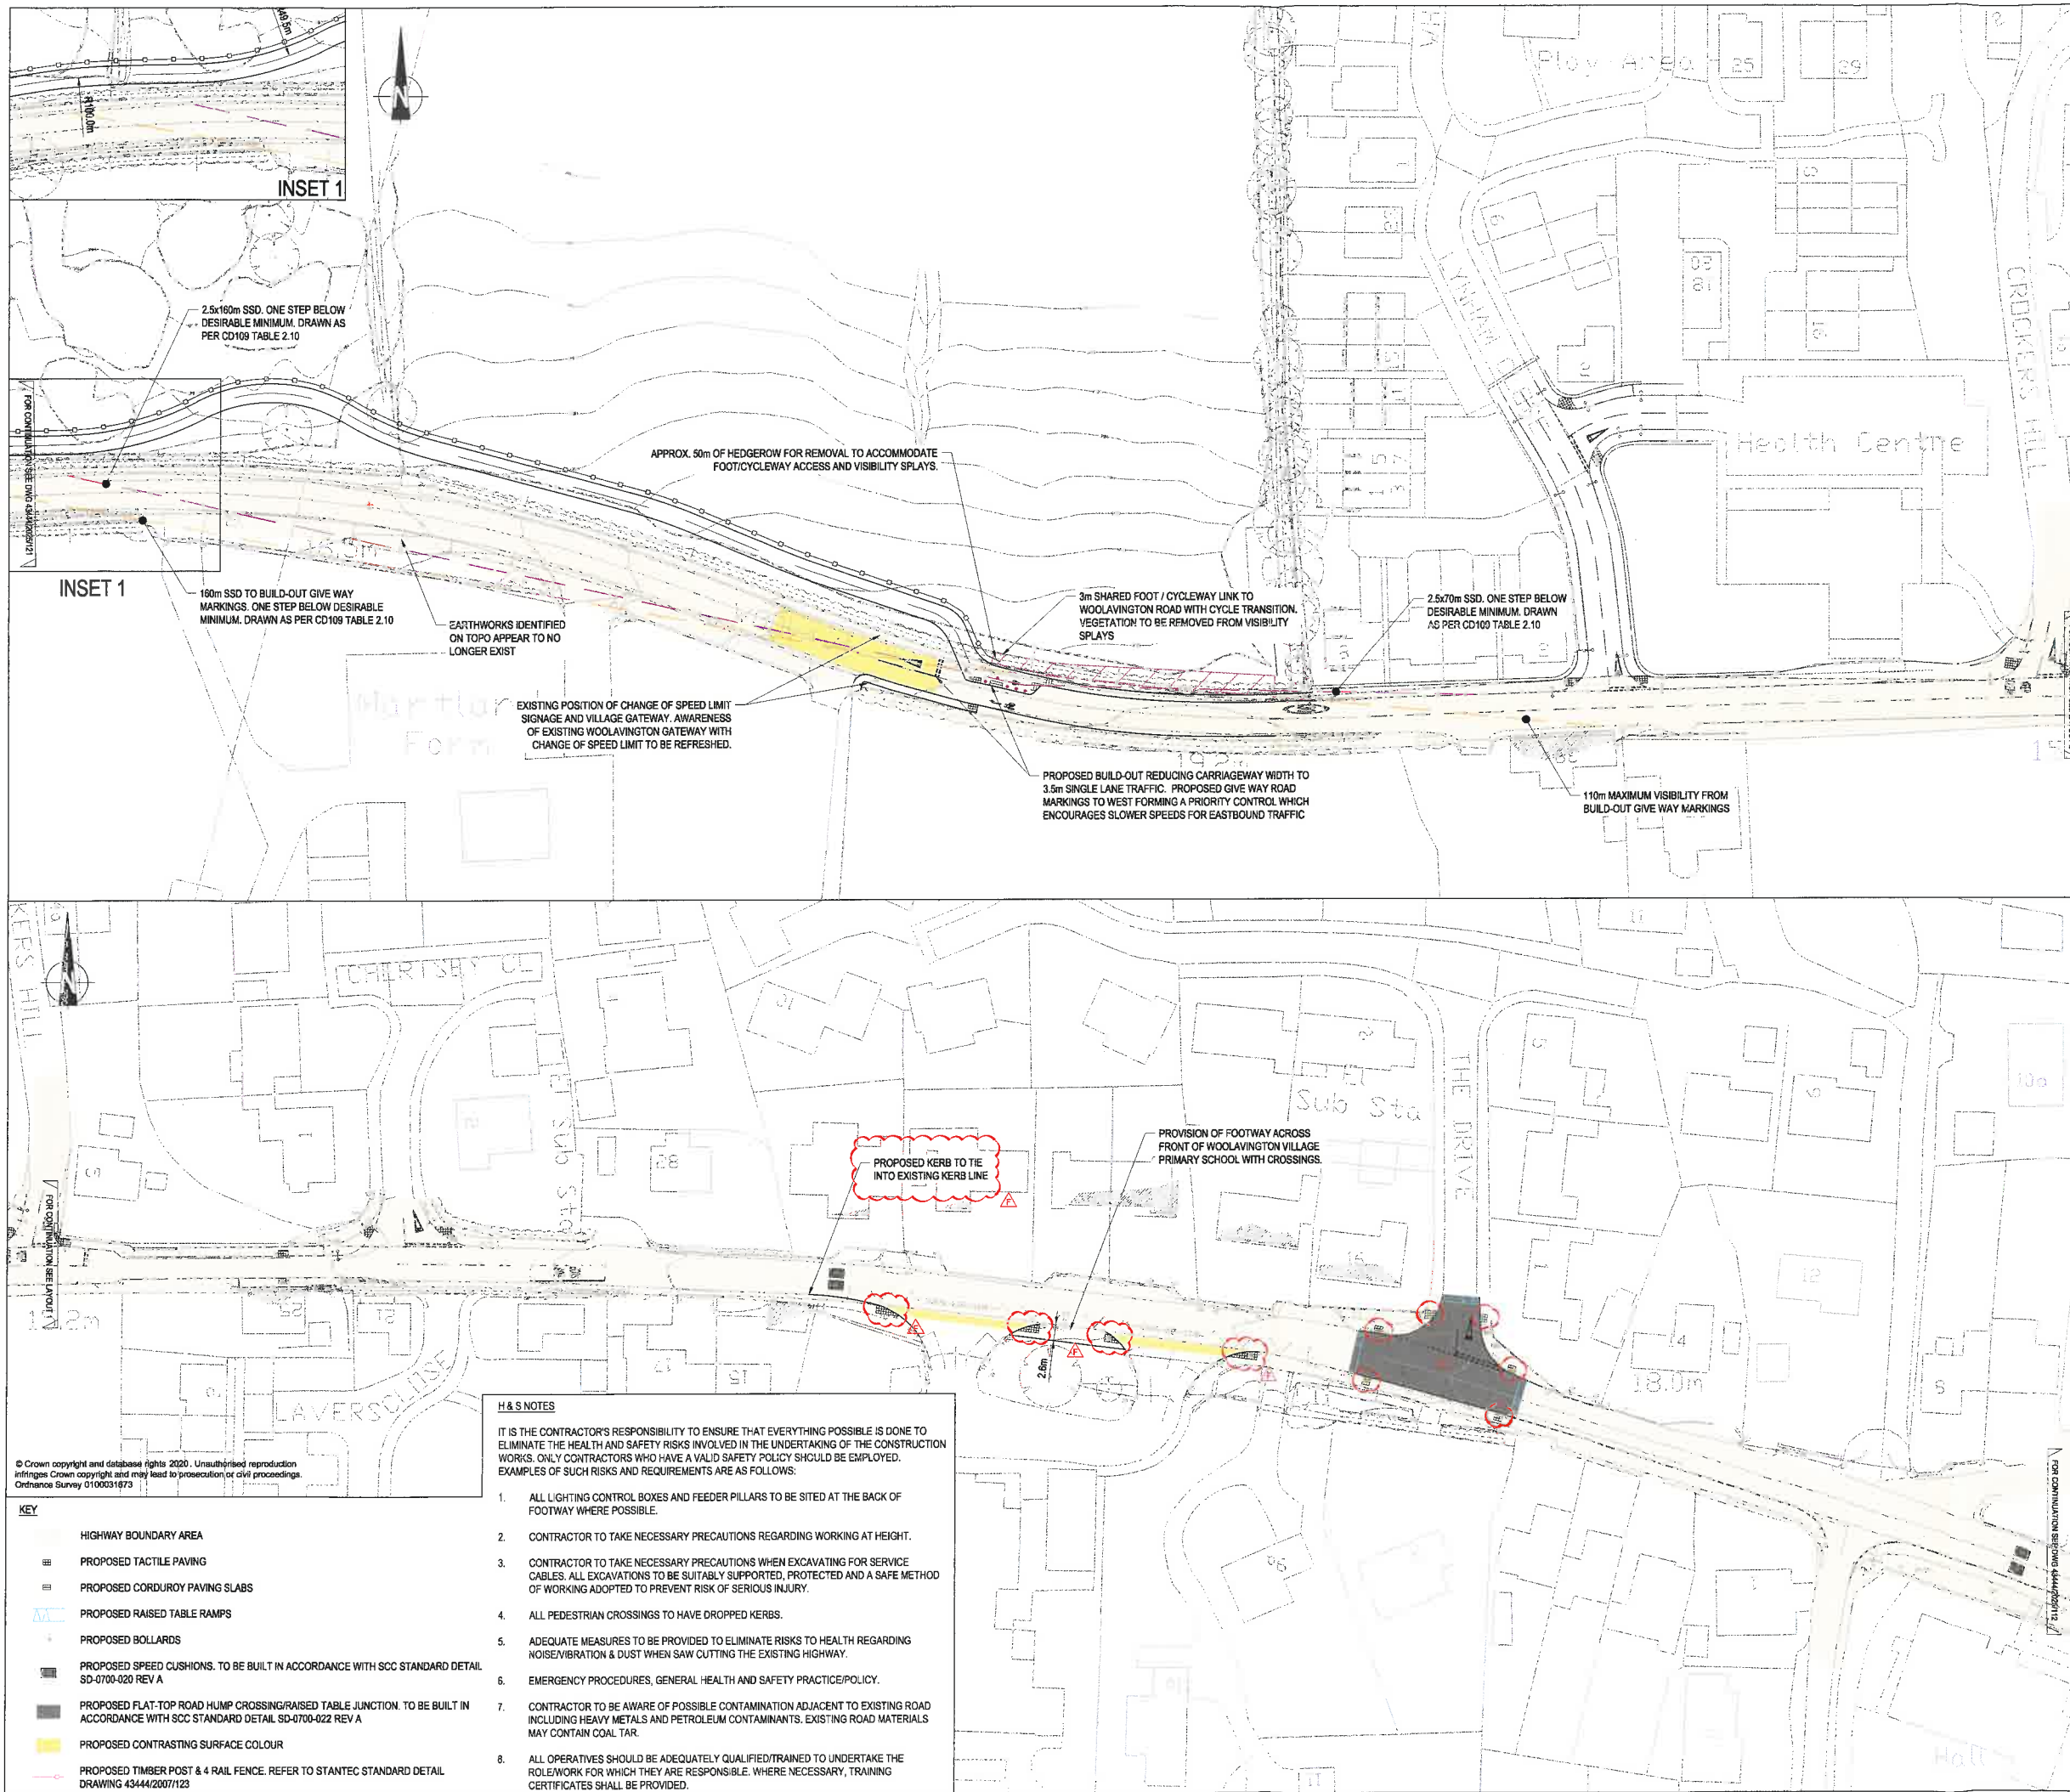 R100.0m
INSET 1
N
Play Area
25
29
2.5x160m SSD. ONE STEP BELOW
DESIRABLE MINIMUM. DRAWN AS
PER CD109 TABLE 2.10
CROCKERS HILL
Health Centre
APPROX. 50m OF HEDGEROW FOR REMOVAL TO ACCOMMODATE
FOOT/CYCLEWAY ACCESS AND VISIBILITY SPLAYS.
INSET 1
160m SSD TO BUILD-OUT GIVE WAY
MARKINGS. ONE STEP BELOW DESIRABLE
MINIMUM. DRAWN AS PER CD109 TABLE 2.10
EARTHWORKS IDENTIFIED
ON TOPO APPEAR TO NO
LONGER EXIST
3m SHARED FOOT / CYCLEWAY LINK TO
WOOLAVINGTON ROAD WITH CYCLE TRANSITION.
VEGETATION TO BE REMOVED FROM VISIBILITY
SPLAYS
2.5x70m SSD. ONE STEP BELOW
DESIRABLE MINIMUM. DRAWN
AS PER CD109 TABLE 2.10
EXISTING POSITION OF CHANGE OF SPEED LIMIT
SIGNAGE AND VILLAGE GATEWAY. AWARENESS
OF EXISTING WOOLAVINGTON GATEWAY WITH
CHANGE OF SPEED LIMIT TO BE REFRESHED.
19.2m
PROPOSED BUILD-OUT REDUCING CARRIAGEWAY WIDTH TO
3.5m SINGLE LANE TRAFFIC. PROPOSED GIVE WAY ROAD
MARKINGS TO WEST FORMING A PRIORITY CONTROL WHICH
ENCOURAGES SLOWER SPEEDS FOR EASTBOUND TRAFFIC
110m MAXIMUM VISIBILITY FROM
BUILD-OUT GIVE WAY MARKINGS
KERS HILL
El
Sub Sta
THE DRIVE
PROPOSED KERB TO TIE
INTO EXISTING KERB LINE
F
PROVISION OF FOOTWAY ACROSS
FRONT OF WOOLAVINGTON VILLAGE
PRIMARY SCHOOL WITH CROSSINGS.
FOR CONTINUATION SEE LAYOUT
2.6m
18.0m
12
Hall
© Crown copyright and database rights 2020. Unauthorised reproduction
infringes Crown copyright and may lead to prosecution or civil proceedings.
Ordnance Survey 0100031673
KEY
HIGHWAY BOUNDARY AREA
PROPOSED TACTILE PAVING
PROPOSED CORDUROY PAVING SLABS
PROPOSED RAISED TABLE RAMPS
PROPOSED BOLLARDS
PROPOSED SPEED CUSHIONS. TO BE BUILT IN ACCORDANCE WITH SCC STANDARD DETAIL
SD-0700-020 REV A
PROPOSED FLAT-TOP ROAD HUMP CROSSING/RAISED TABLE JUNCTION. TO BE BUILT IN
ACCORDANCE WITH SCC STANDARD DETAIL SD-0700-022 REV A
PROPOSED CONTRASTING SURFACE COLOUR
PROPOSED TIMBER POST & 4 RAIL FENCE. REFER TO STANTEC STANDARD DETAIL
DRAWING 43444/2007/123
H & S NOTES
IT IS THE CONTRACTOR'S RESPONSIBILITY TO ENSURE THAT EVERYTHING POSSIBLE IS DONE TO
ELIMINATE THE HEALTH AND SAFETY RISKS INVOLVED IN THE UNDERTAKING OF THE CONSTRUCTION
WORKS. ONLY CONTRACTORS WHO HAVE A VALID SAFETY POLICY SHOULD BE EMPLOYED.
EXAMPLES OF SUCH RISKS AND REQUIREMENTS ARE AS FOLLOWS:
1. ALL LIGHTING CONTROL BOXES AND FEEDER PILLARS TO BE SITED AT THE BACK OF
FOOTWAY WHERE POSSIBLE.
2. CONTRACTOR TO TAKE NECESSARY PRECAUTIONS REGARDING WORKING AT HEIGHT.
3. CONTRACTOR TO TAKE NECESSARY PRECAUTIONS WHEN EXCAVATING FOR SERVICE
CABLES. ALL EXCAVATIONS TO BE SUITABLY SUPPORTED, PROTECTED AND A SAFE METHOD
OF WORKING ADOPTED TO PREVENT RISK OF SERIOUS INJURY.
4. ALL PEDESTRIAN CROSSINGS TO HAVE DROPPED KERBS.
5. ADEQUATE MEASURES TO BE PROVIDED TO ELIMINATE RISKS TO HEALTH REGARDING
NOISE/VIBRATION & DUST WHEN SAW CUTTING THE EXISTING HIGHWAY.
6. EMERGENCY PROCEDURES, GENERAL HEALTH AND SAFETY PRACTICE/POLICY.
7. CONTRACTOR TO BE AWARE OF POSSIBLE CONTAMINATION ADJACENT TO EXISTING ROAD
INCLUDING HEAVY METALS AND PETROLEUM CONTAMINANTS. EXISTING ROAD MATERIALS
MAY CONTAIN COAL TAR.
8. ALL OPERATIVES SHOULD BE ADEQUATELY QUALIFIED/TRAINED TO UNDERTAKE THE
ROLE/WORK FOR WHICH THEY ARE RESPONSIBLE. WHERE NECESSARY, TRAINING
CERTIFICATES SHALL BE PROVIDED.